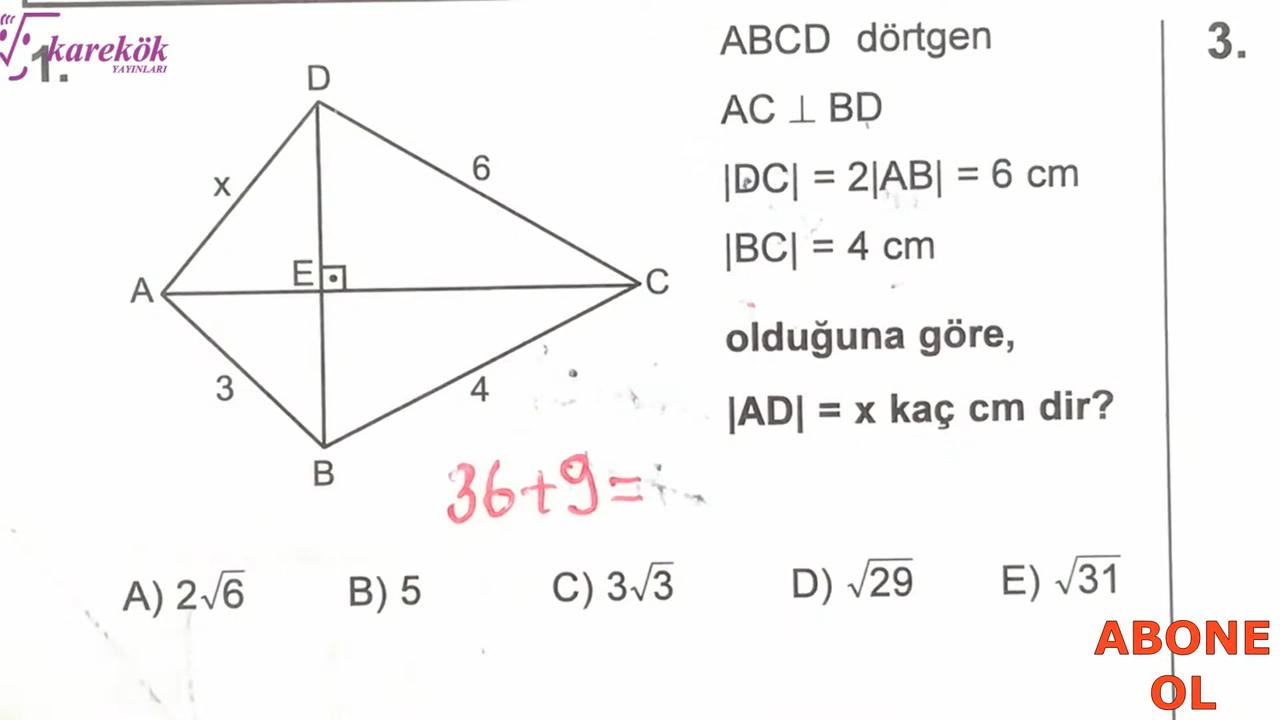 karekök
YAYINLARI
1.
D
x
6
E
A
C
3
4
B
ABCD dörtgen
AC ⊥ BD
|DC| = 2|AB| = 6 cm
|BC| = 4 cm
olduğuna göre,
|AD| = x kaç cm dir?
36+9=
A) 2√6 B) 5 C) 3√3 D) √29 E) √31
3.
ABONE
OL